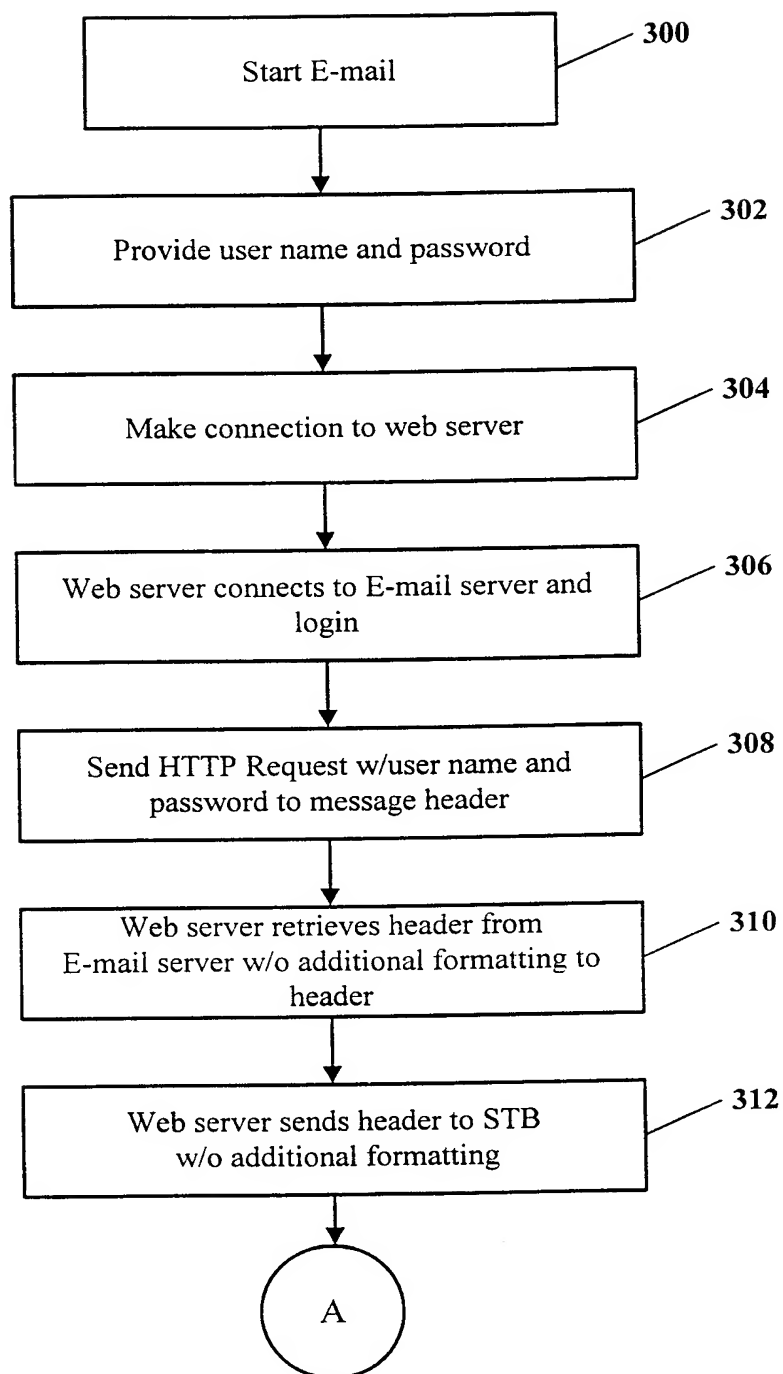 300
Start E-mail
302
Provide user name and password
304
Make connection to web server
306
Web server connects to E-mail server and
login
308
Send HTTP Request w/user name and
password to message header
310
Web server retrieves header from
E-mail server w/o additional formatting to
header
312
Web server sends header to STB
w/o additional formatting
A